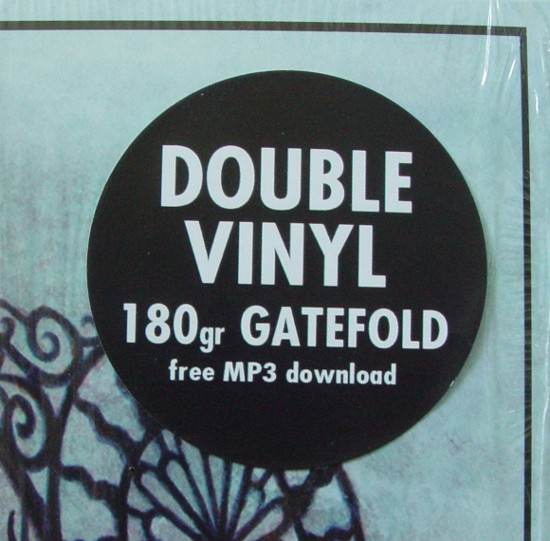 DOUBLE
VINYL
180gr GATEFOLD
free MP3 download